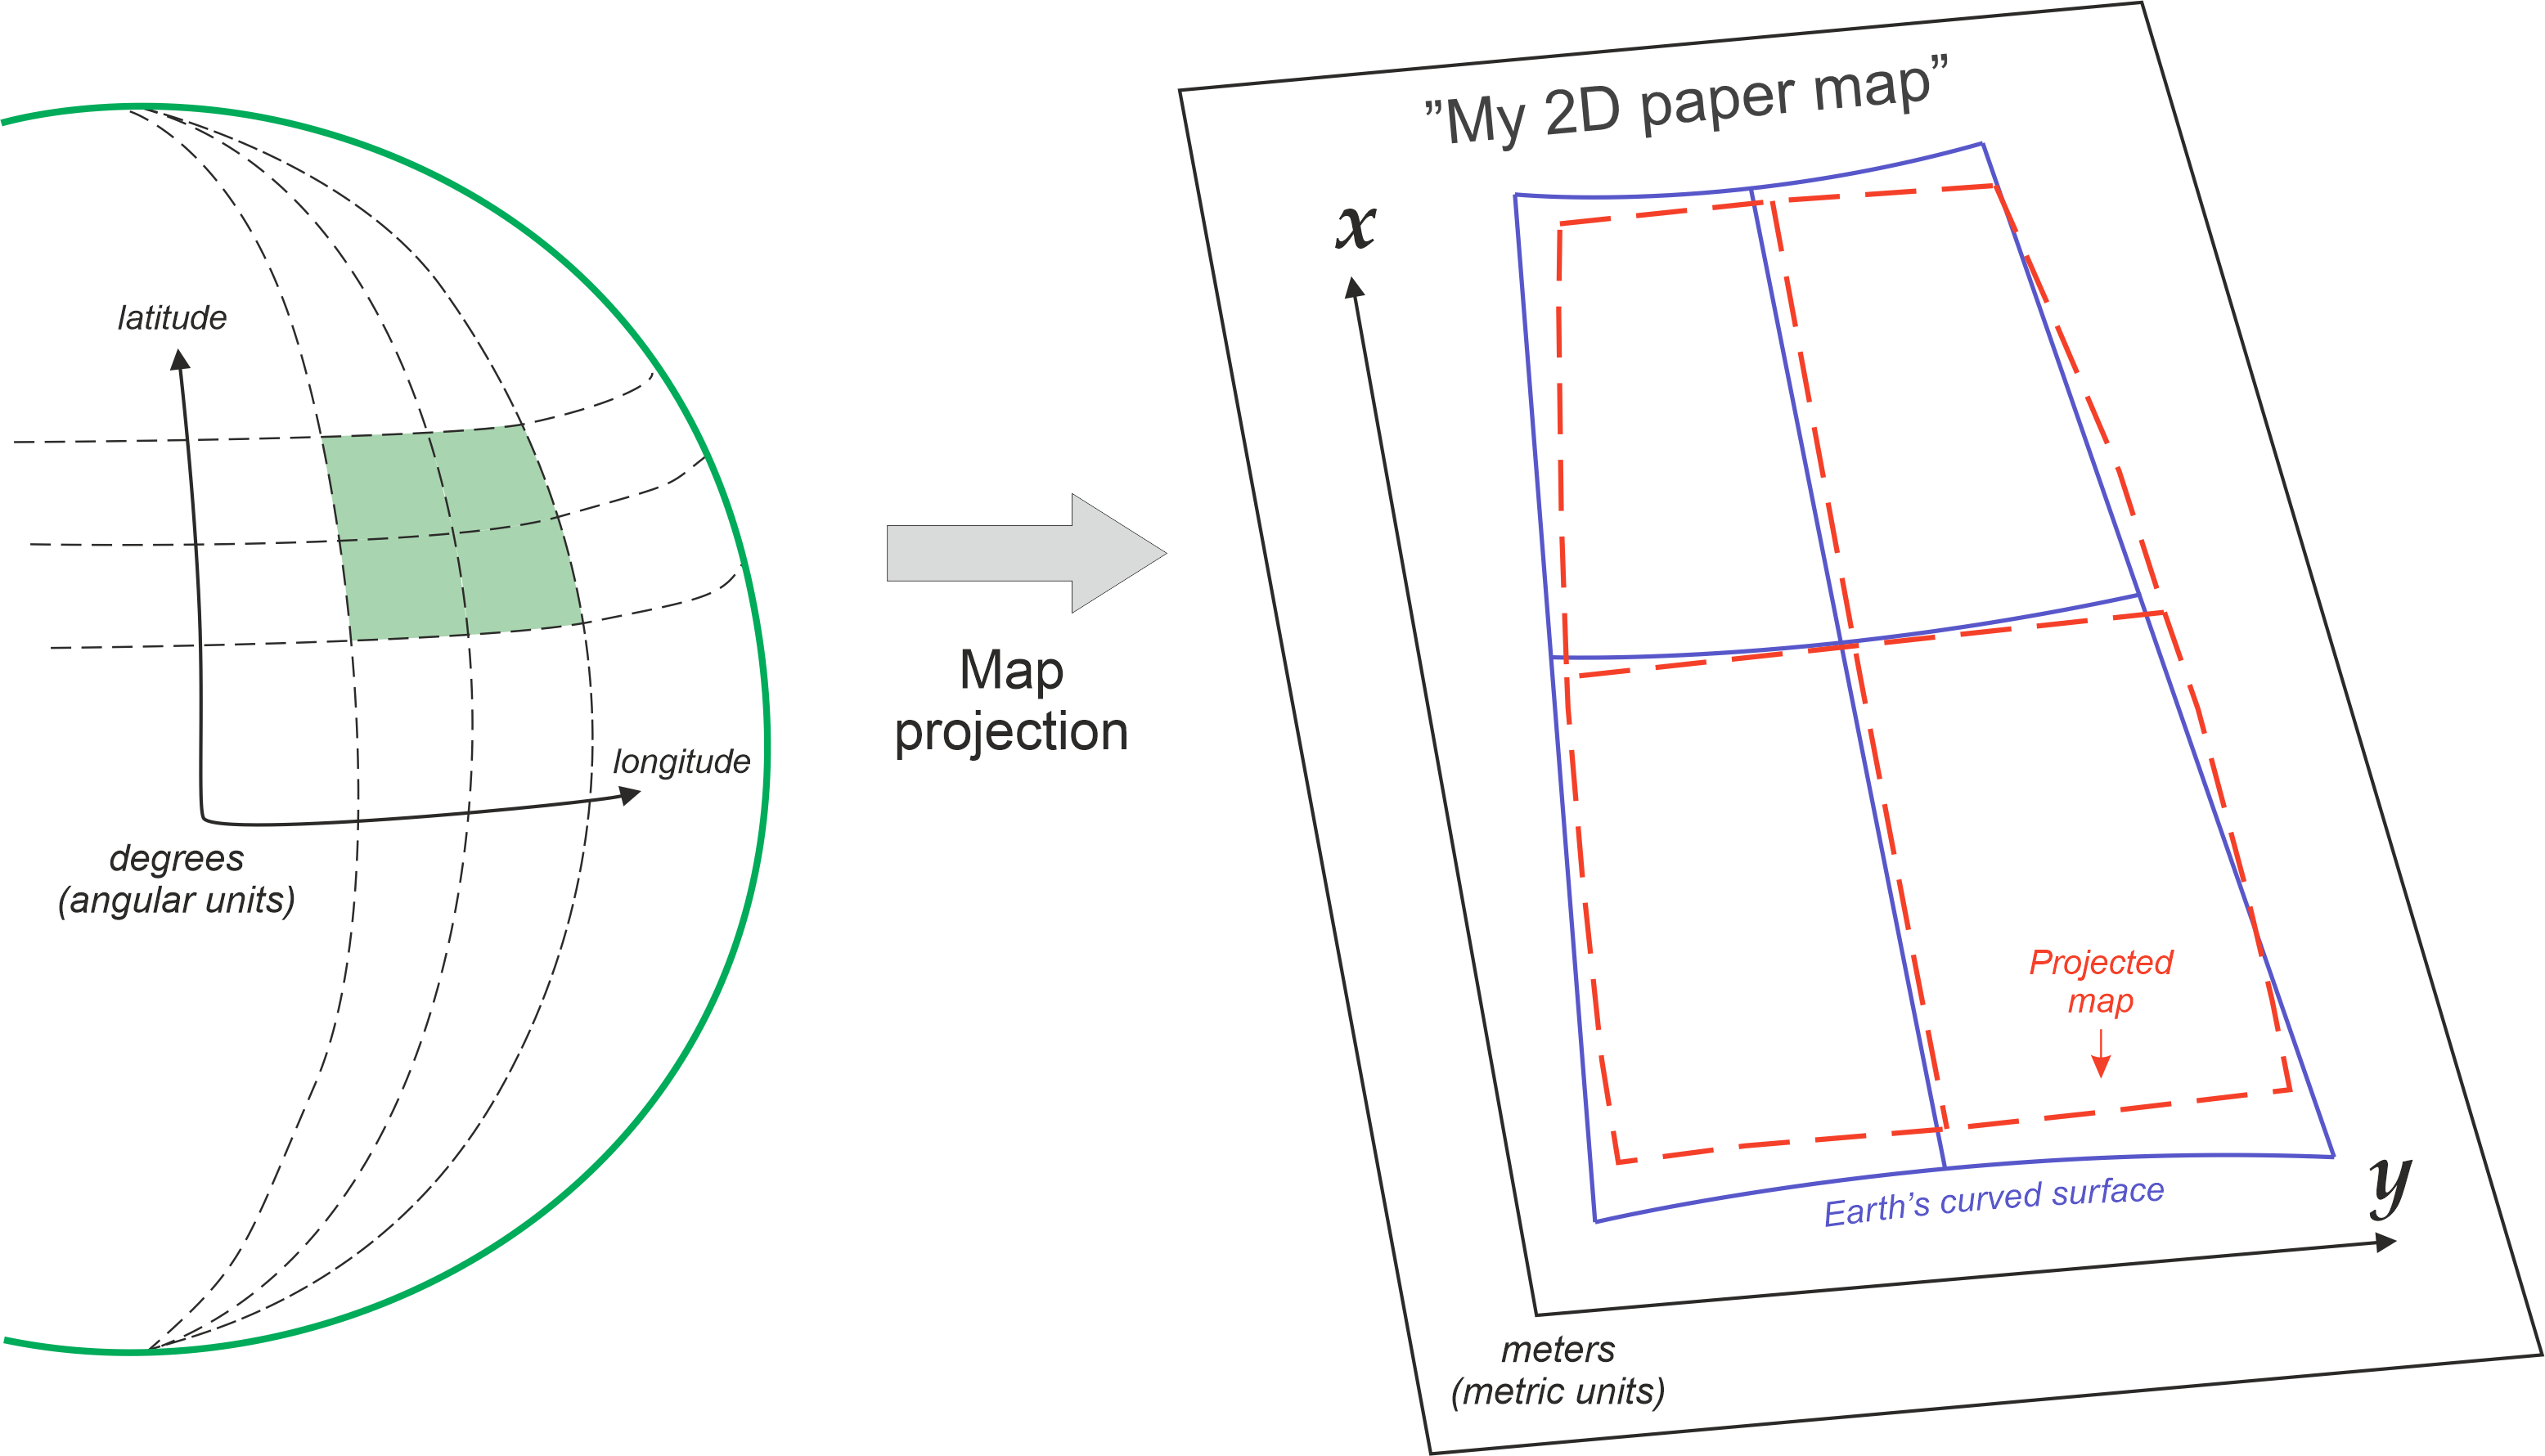 latitude
longitude
degrees
(angular units)
Map
projection
”My 2D paper map”
x
Projected
map
Earth’s curved surface
y
meters
(metric units)